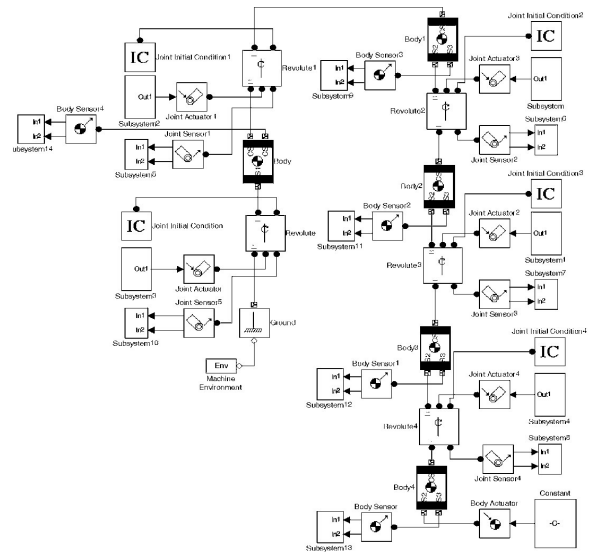 Joint Initial Condition2
Body1
IC
CS1
CS2
CS3
IC
Joint Initial Condition1
Body Sensor3
Revolute1
Joint Actuator3
In1
In2
Out1
Subsystem9
Subsystem
Out1
Joint Actuator1
Revolute2
Body Sensor4
Subsystem2
Subsystem6
In1
In2
Joint Sensor1
In1
In2
ubsystem14
In1
In2
Joint Sensor2
Body
CS1
Subsystem5
Body2
Joint Initial Condition3
IC
Body Sensor2
IC
Joint Initial Condition
Joint Actuator2
In1
In2
Revolute
Out1
Subsystem11
Subsystem1
Revolute3
Subsystem7
Out1
Joint Actuator
Subsystem3
In1
In2
Joint Sensor5
Joint Sensor3
In1
In2
Ground
Subsystem10
Joint Initial Condition4
Body3
IC
Env
Body Sensor1
Machine
Environment
Joint Actuator4
In1
In2
Out1
Subsystem12
Subsystem4
Revolute4
Subsystem8
In1
In2
Joint Sensor4
Body4
Constant
Body Sensor
Body Actuator
In1
In2
-C-
Subsystem13